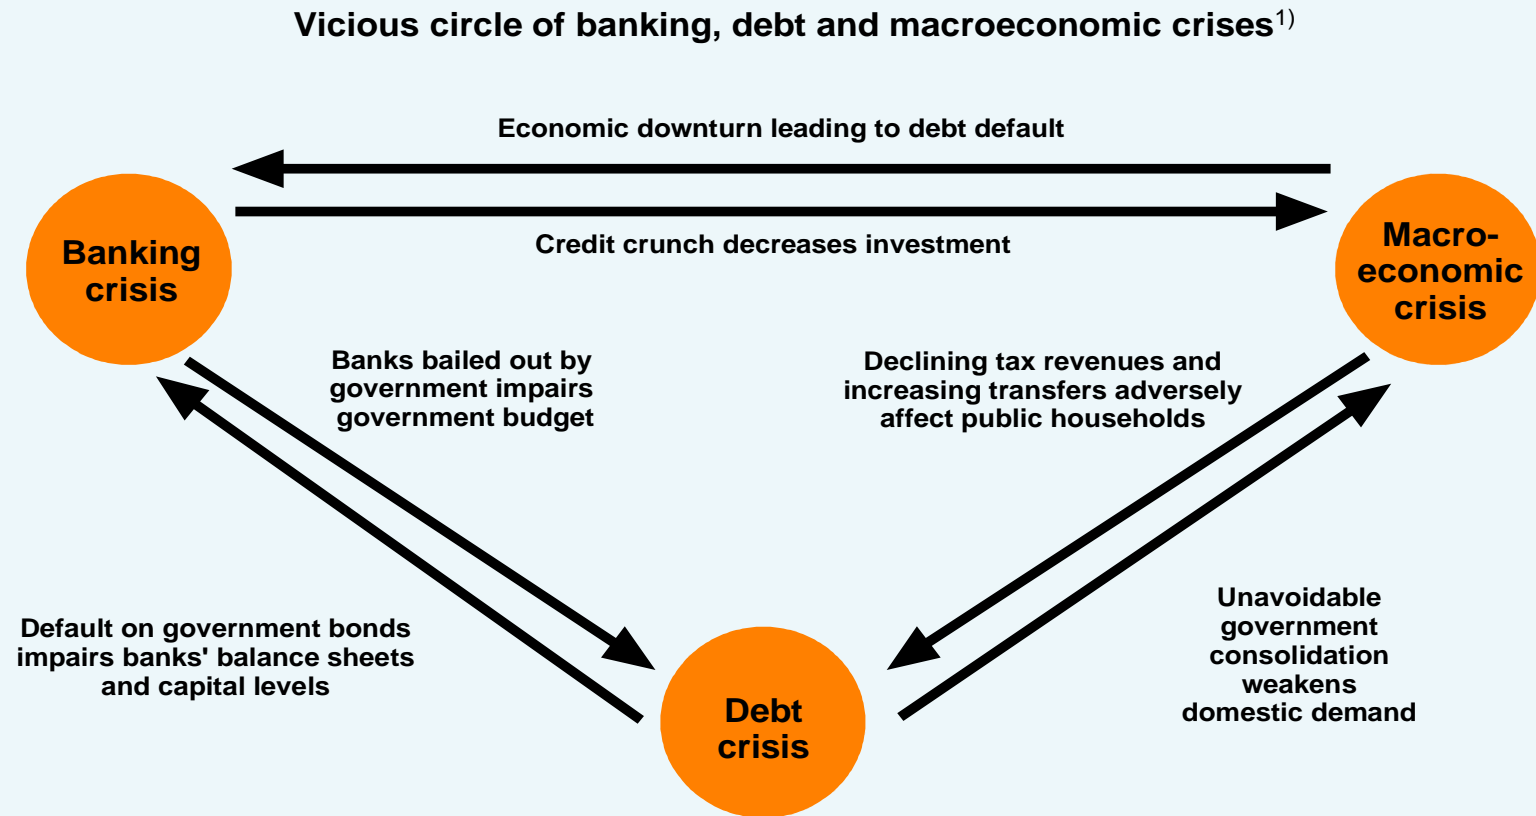 Vicious circle of banking, debt and macroeconomic crises1)
Economic downturn leading to debt default
Credit crunch decreases investment
Banking
crisis
Macro-
economic
crisis
Banks bailed out by
government impairs
government budget
Declining tax revenues and
increasing transfers adversely
affect public households
Default on government bonds
impairs banks' balance sheets
and capital levels
Unavoidable
government
consolidation
weakens
domestic demand
Debt
crisis